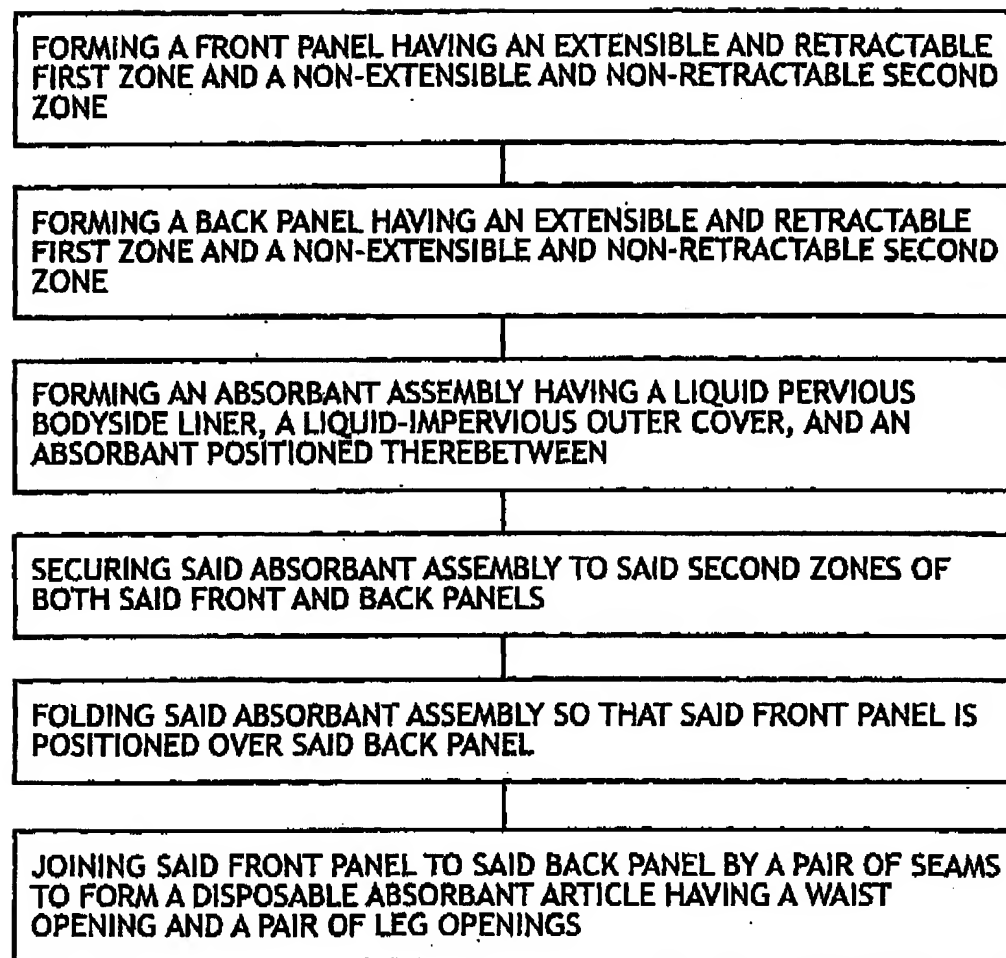 FORMING A FRONT PANEL HAVING AN EXTENSIBLE AND RETRACTABLE
FIRST ZONE AND A NON-EXTENSIBLE AND NON-RETRACTABLE SECOND
ZONE
FORMING A BACK PANEL HAVING AN EXTENSIBLE AND RETRACTABLE
FIRST ZONE AND A NON-EXTENSIBLE AND NON-RETRACTABLE SECOND
ZONE
FORMING AN ABSORBANT ASSEMBLY HAVING A LIQUID PERVIOUS
BODYSIDE LINER, A LIQUID-IMPERVIOUS OUTER COVER, AND AN
ABSORBANT POSITIONED THEREBETWEEN
SECURING SAID ABSORBANT ASSEMBLY TO SAID SECOND ZONES OF
BOTH SAID FRONT AND BACK PANELS
FOLDING SAID ABSORBANT ASSEMBLY SO THAT SAID FRONT PANEL IS
POSITIONED OVER SAID BACK PANEL
JOINING SAID FRONT PANEL TO SAID BACK PANEL BY A PAIR OF SEAMS
TO FORM A DISPOSABLE ABSORBANT ARTICLE HAVING A WAIST
OPENING AND A PAIR OF LEG OPENINGS